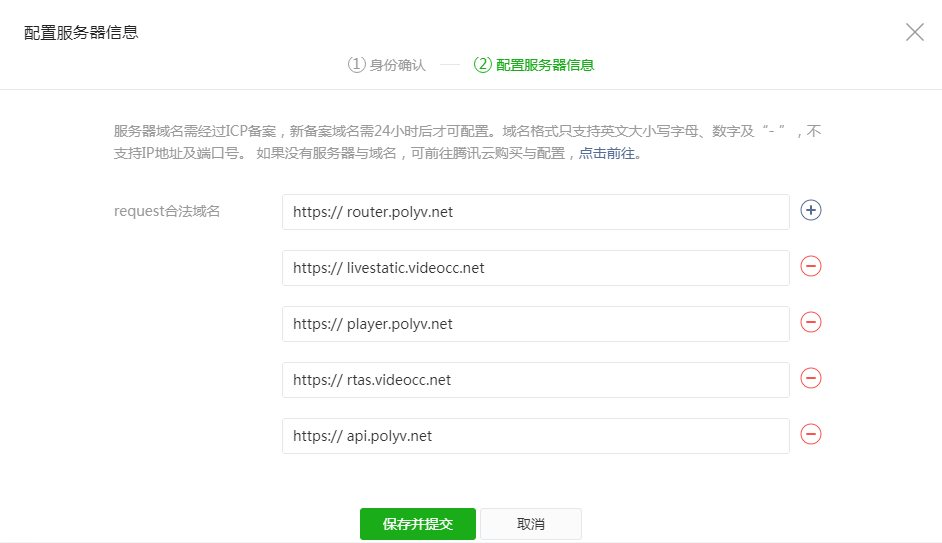 配置服务器信息
① 身份确认 ② 配置服务器信息
服务器域名需经过ICP备案，新备案域名需24小时后才可配置。域名格式只支持英文大小写字母、数字及“- ”，不
支持IP地址及端口号。 如果没有服务器与域名，可前往腾讯云购买与配置，点击前往。
request合法域名 https:// router.polyv.net
https:// livestatic.videocc.net
https:// player.polyv.net
https:// rtas.videocc.net
https:// api.polyv.net
保存并提交 取消